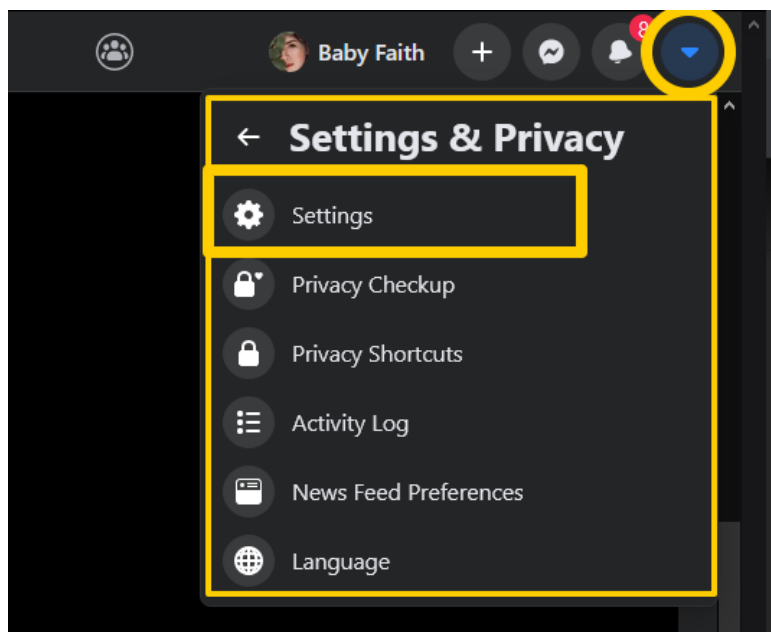 Baby Faith
8
Settings & Privacy
Settings
Privacy Checkup
Privacy Shortcuts
Activity Log
News Feed Preferences
Language